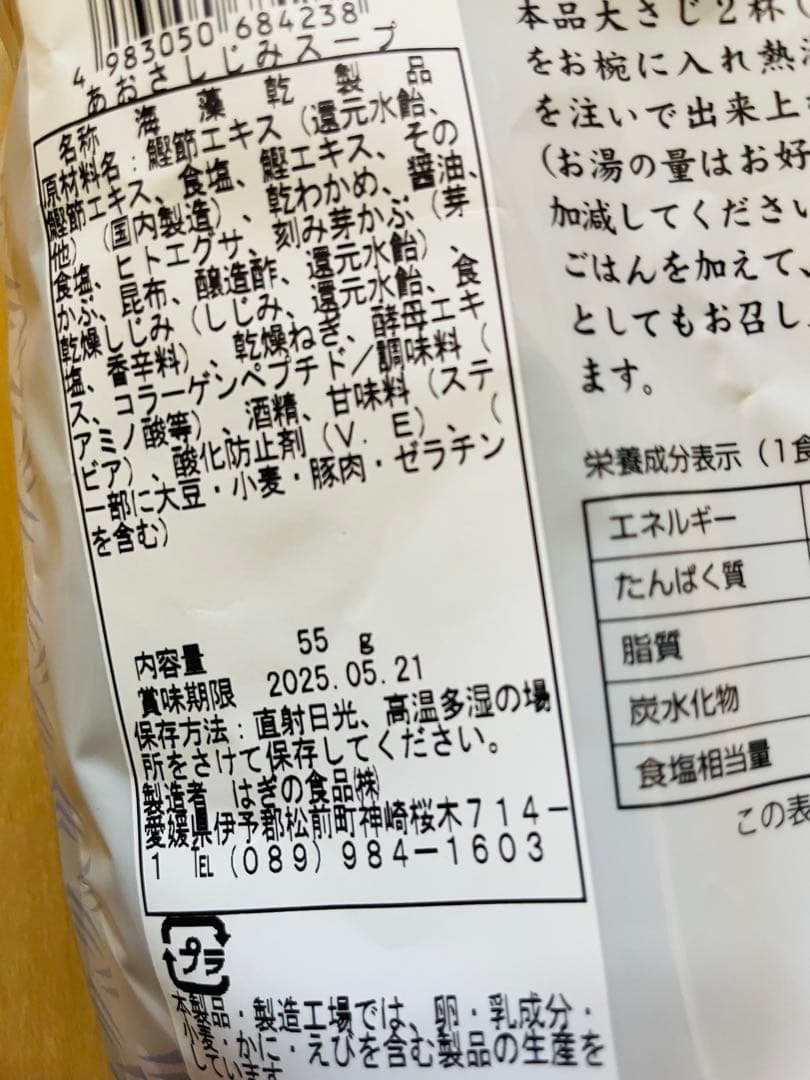 4 983050 684238
あおさしじみスープ
名称 海藻乾製品
原材料名：鰹節エキス（還元水飴、
鰹節エキス、食塩、鰹エキス、その
他）（国内製造）、乾わかめ、醤油、
食塩、ヒトエグサ、刻み芽かぶ（芽
かぶ、昆布、醸造酢、還元水飴）、
乾燥しじみ（しじみ、還元水飴、食
塩、香辛料）、乾燥ねぎ、酵母エキ
ス、コラーゲンペプチド／調味料（
アミノ酸等）、酒精、甘味料（ステ
ビア）、酸化防止剤（V．E）、（
一部に大豆・小麦・豚肉・ゼラチン
を含む）
内容量 55 g
賞味期限 2025.05.21
保存方法：直射日光、高温多湿の場
所をさけて保存してください。
製造者 はぎの食品㈱
愛媛県伊予郡松前町神崎桜木714－
1 ℡（089）984－1603
プラ
本製品・製造工場では、卵・乳成分・
小麦・かに・えびを含む製品の生産を
しています
本品大さじ2杯（
をお椀に入れ熱
を注いで出来上
（お湯の量はお好
加減してください
ごはんを加えて、
としてもお召し
ます。
栄養成分表示（1食
エネルギー
たんぱく質
脂質
炭水化物
食塩相当量
この表